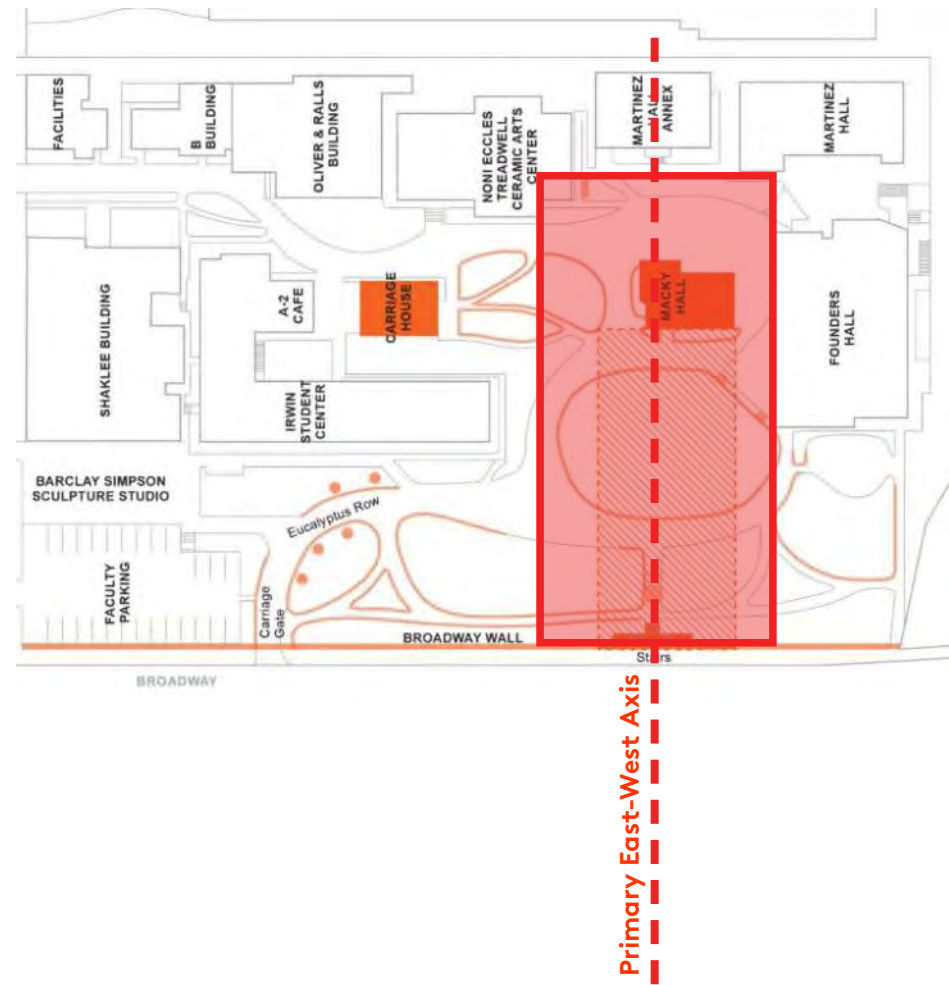 FACILITIES
B
BUILDING
OLIVER & RALLS
BUILDING
NONI ECCLES
TREADWELL
CERAMIC ARTS
CENTER
MARTINEZ
HALL
ANNEX
MARTINEZ
HALL
SHAKLEE BUILDING
A-2
CAFE
CARRIAGE
HOUSE
MACKY
HALL
FOUNDERS
HALL
IRWIN
STUDENT
CENTER
BARCLAY SIMPSON
SCULPTURE STUDIO
Eucalyptus Row
FACULTY
PARKING
Carriage
Gate
BROADWAY WALL
Stairs
BROADWAY
Primary East-West Axis